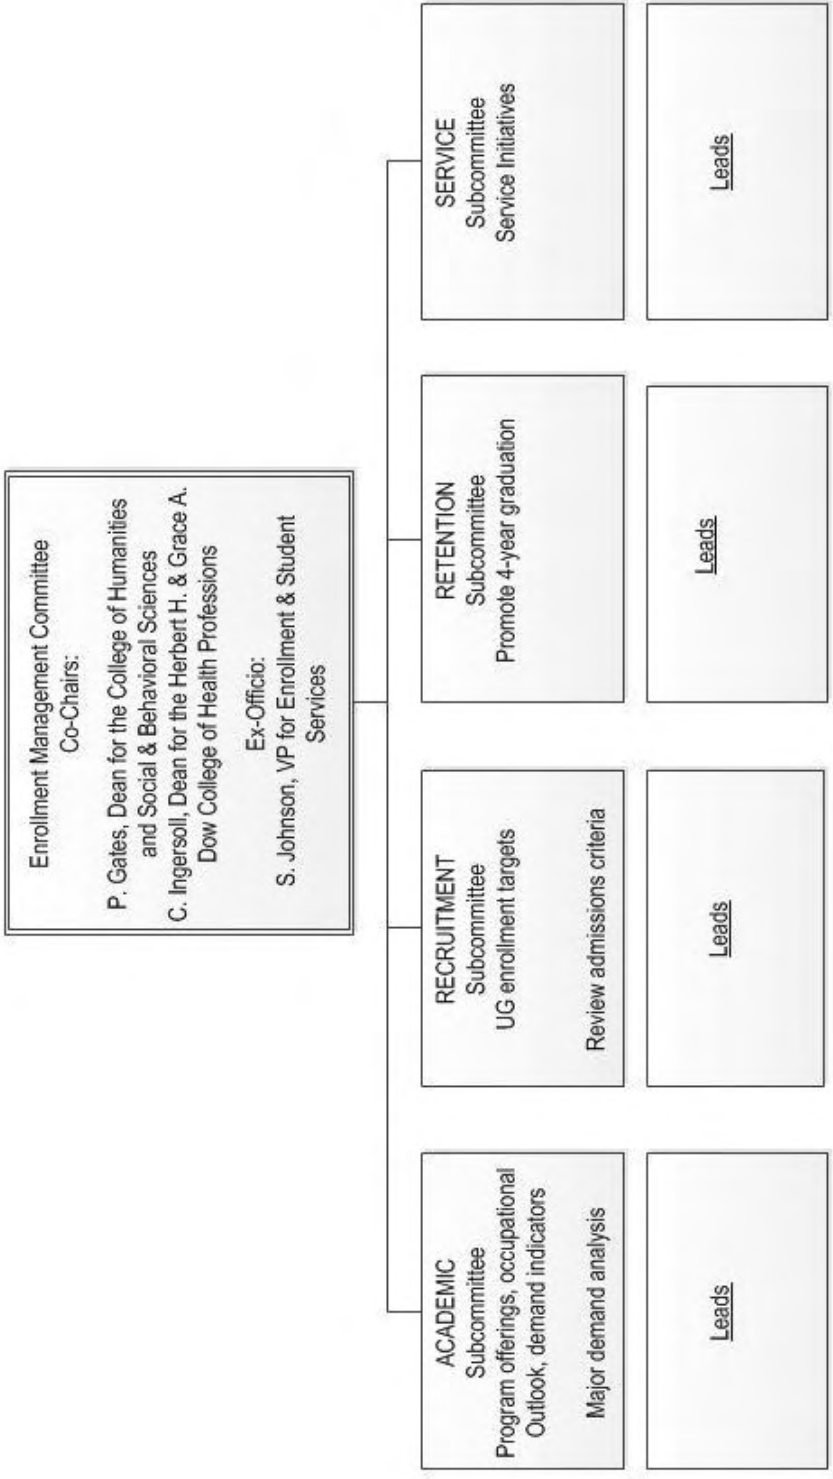 Enrollment Management Committee
Co-Chairs:
P. Gates, Dean for the College of Humanities
and Social & Behavioral Sciences
C. Ingersoll, Dean for the Herbert H. & Grace A.
Dow College of Health Professions
Ex-Officio:
S. Johnson, VP for Enrollment & Student
Services
ACADEMIC
Subcommittee
Program offerings, occupational
Outlook, demand indicators
Major demand analysis
Leads
RECRUITMENT
Subcommittee
UG enrollment targets
Review admissions criteria
Leads
RETENTION
Subcommittee
Promote 4-year graduation
Leads
SERVICE
Subcommittee
Service Initiatives
Leads